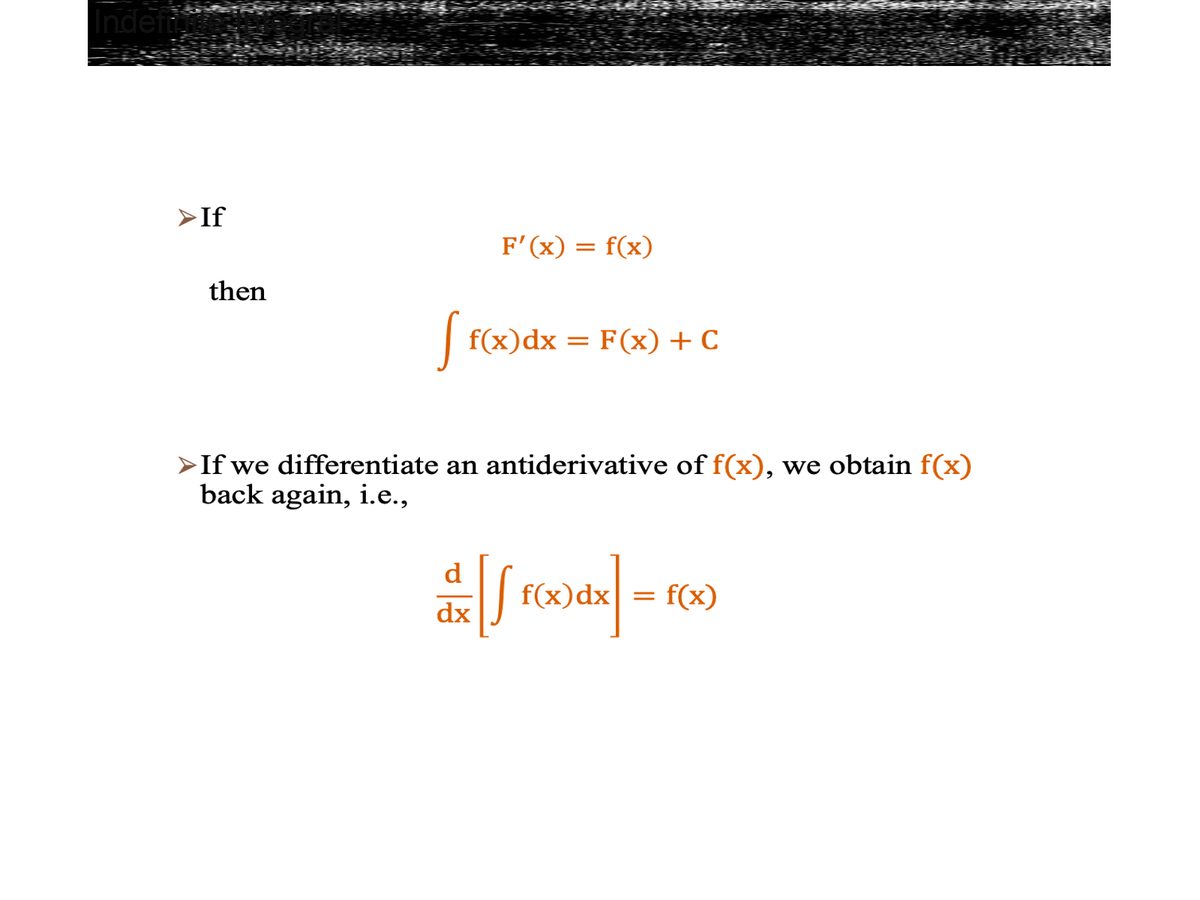 ➢If
F′(x) = f(x)
then
∫ f(x)dx = F(x) + C
➢If we differentiate an antiderivative of f(x), we obtain f(x)
back again, i.e.,
d/dx [∫ f(x)dx] = f(x)